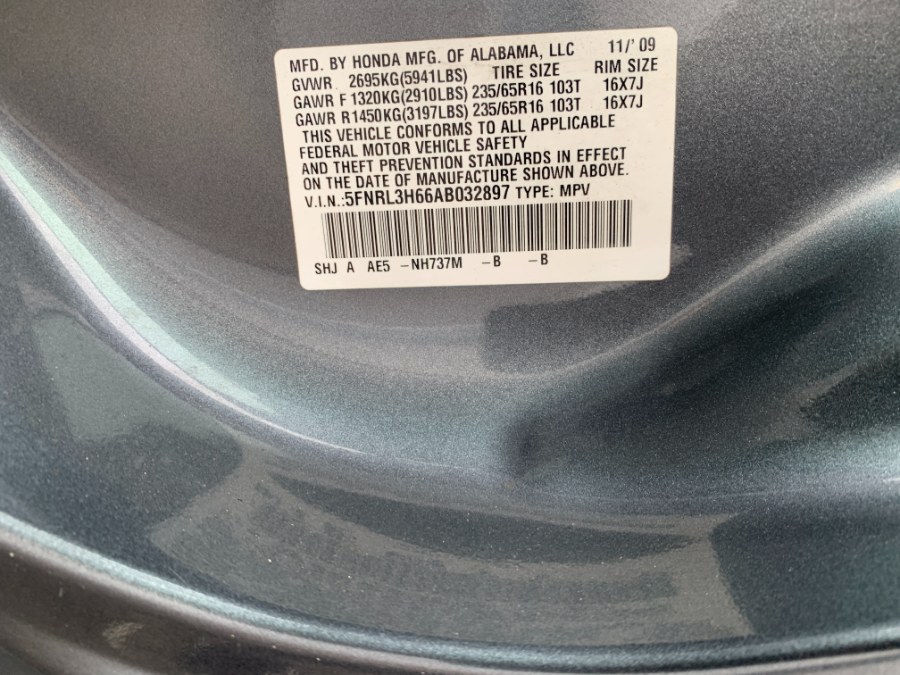 MFD. BY HONDA MFG. OF ALABAMA, LLC 11/'09
GVWR 2695KG(5941LBS) TIRE SIZE RIM SIZE
GAWR F 1320KG(2910LBS) 235/65R16 103T 16X7J
GAWR R1450KG(3197LBS) 235/65R16 103T 16X7J
THIS VEHICLE CONFORMS TO ALL APPLICABLE
FEDERAL MOTOR VEHICLE SAFETY
AND THEFT PREVENTION STANDARDS IN EFFECT
ON THE DATE OF MANUFACTURE SHOWN ABOVE.
V.I.N.:5FNRL3H66AB032897 TYPE: MPV
SHJ A AE5 -NH737M -B -B